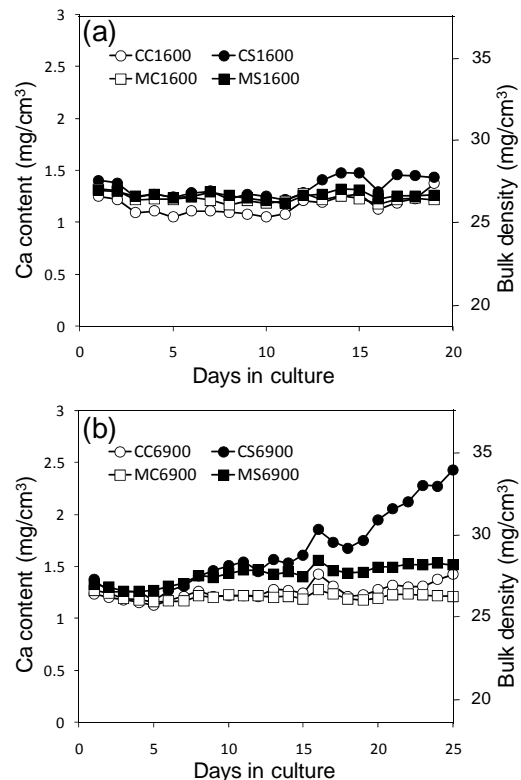 (a)
CC1600 CS1600
MC1600 MS1600
Ca content (mg/cm³)
3
2.5
2
1.5
1
0.5
0
Bulk density (mg/cm³)
35
30
25
20
0 5 10 15 20
Days in culture
(b)
CC6900 CS6900
MC6900 MS6900
Ca content (mg/cm³)
3
2.5
2
1.5
1
0.5
0
Bulk density (mg/cm³)
35
30
25
20
0 5 10 15 20 25
Days in culture